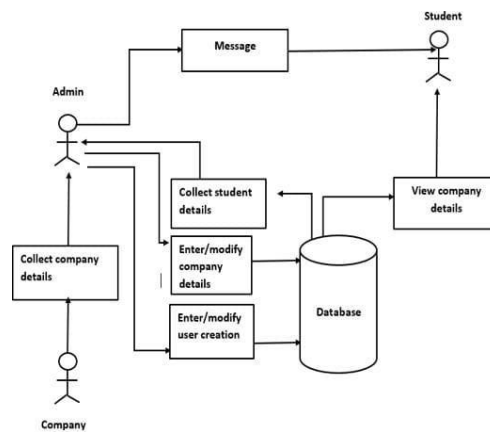 Student
Message
Admin
Collect student
details
View company
details
Collect company
details
Enter/modify
company
details
Database
Enter/modify
user creation
Company